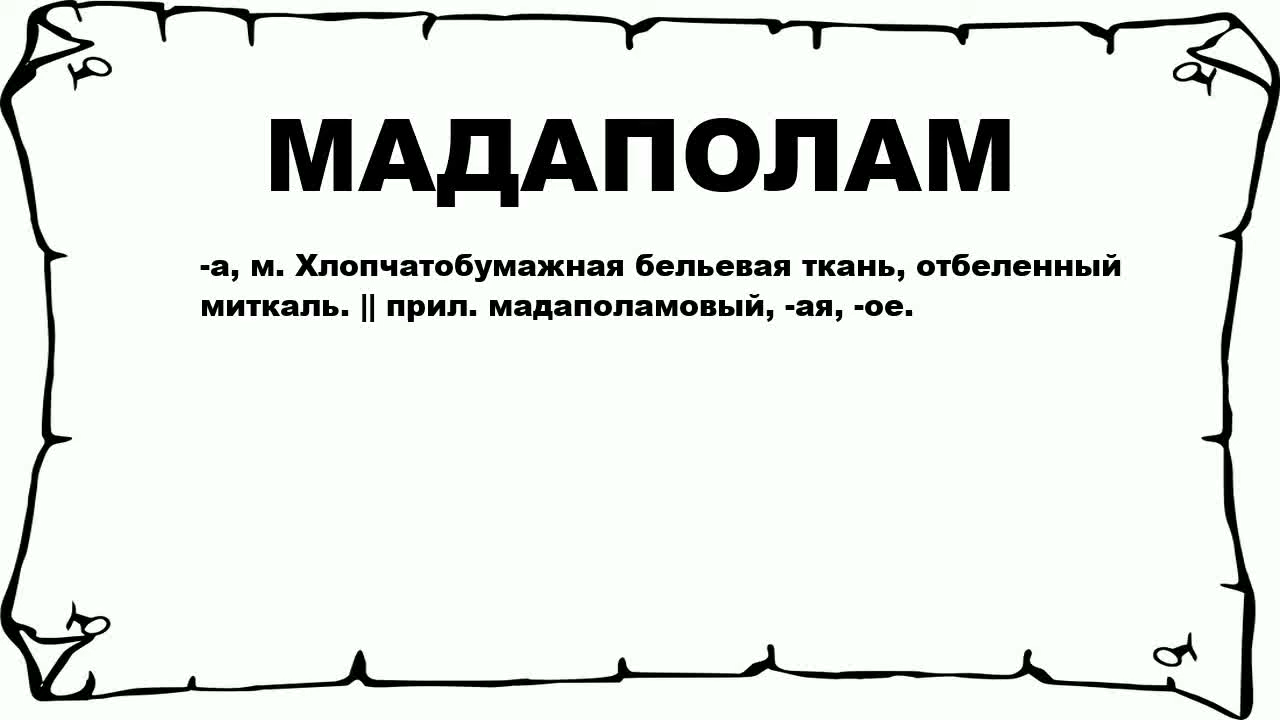 МАДАПОЛАМ
-а, м. Хлопчатобумажная бельевая ткань, отбеленный
миткаль. || прил. мадаполамовый, -ая, -ое.